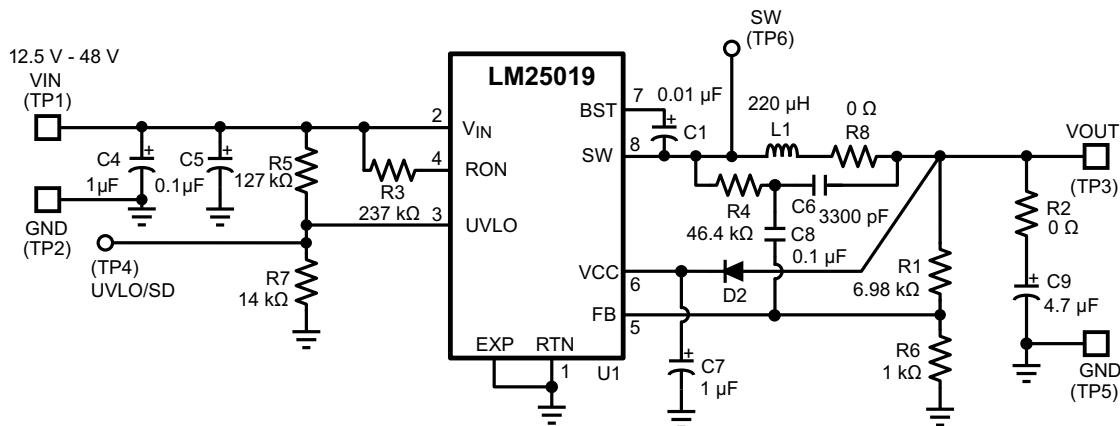 SW
(TP6)
12.5 V - 48 V
VIN
(TP1)
LM25019
BST
7
0.01 µF
+
C1
220 µH
L1
0 Ω
R8
VOUT
(TP3)
2
VIN
SW
8
C4
+
1µF
C5
+
0.1µF
R5
127 kΩ
4
RON
R3
237 kΩ
R4
46.4 kΩ
C6
3300 pF
GND
(TP2)
3
UVLO
(TP4)
UVLO/SD
C8
0.1 µF
R2
0 Ω
R7
14 kΩ
VCC
6
D2
R1
6.98 kΩ
+
C9
4.7 µF
FB
5
EXP
RTN
1
U1
+
C7
1 µF
R6
1 kΩ
GND
(TP5)